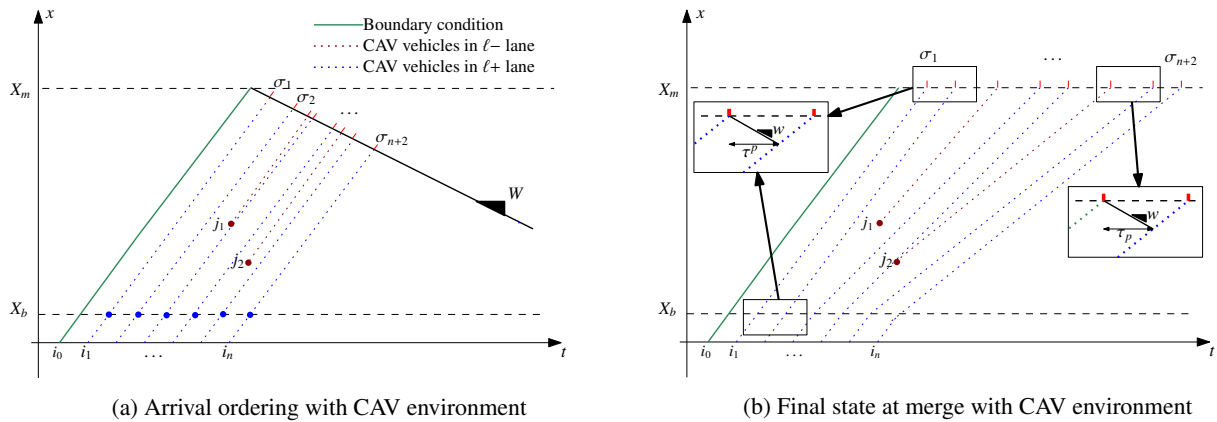 x
Boundary condition
CAV vehicles in ℓ− lane
CAV vehicles in ℓ+ lane
X_m
σ_1
σ_2
...
σ_{n+2}
W
j_1
j_2
X_b
i_0 i_1 ... i_n t
(a) Arrival ordering with CAV environment
x
σ_1 ... σ_{n+2}
X_m
w
τ^p
j_1
w
τ_p
j_2
X_b
i_0 i_1 ... i_n t
(b) Final state at merge with CAV environment